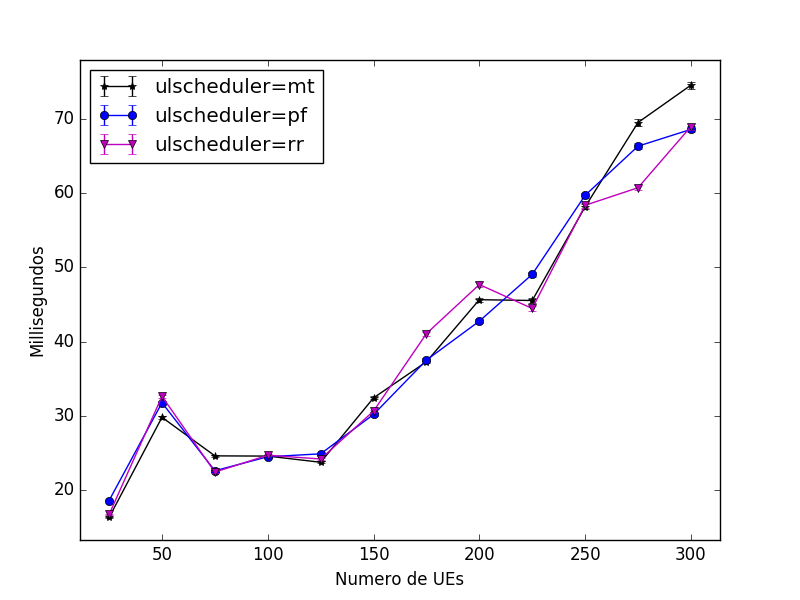 ulscheduler=mt
ulscheduler=pf
ulscheduler=rr
70
60
50
40
30
20
Millisegundos
50 100 150 200 250 300
Numero de UEs